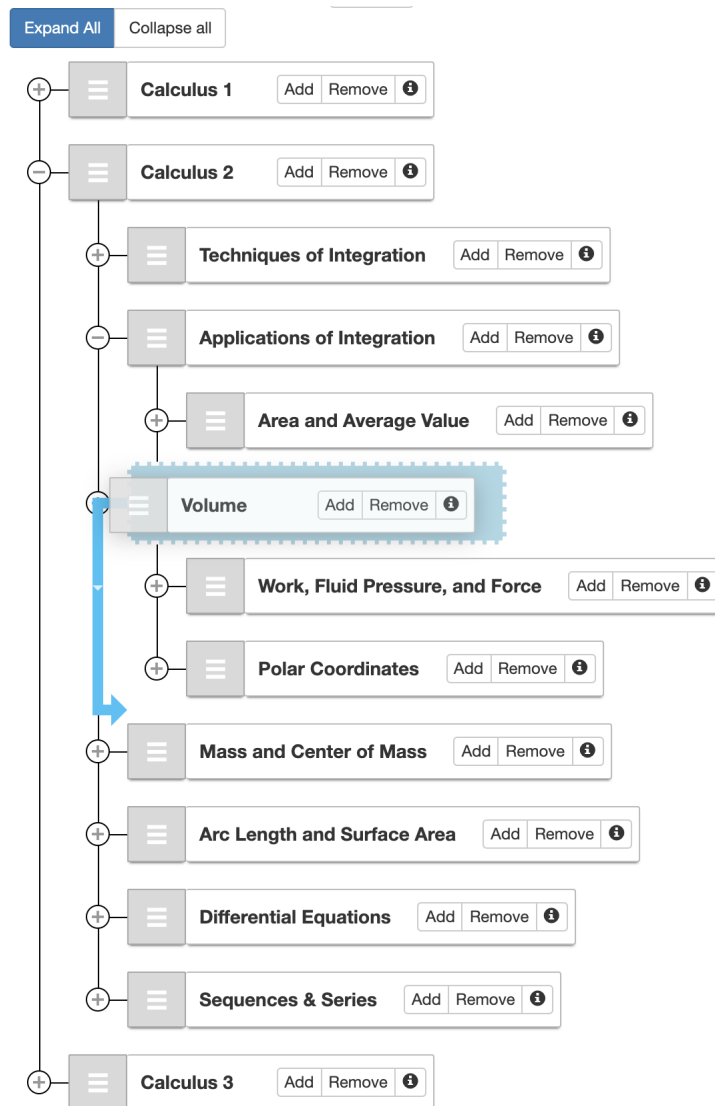 Expand All Collapse all
Calculus 1 Add Remove
Calculus 2 Add Remove
Techniques of Integration Add Remove
Applications of Integration Add Remove
Area and Average Value Add Remove
Volume Add Remove
Work, Fluid Pressure, and Force Add Remove
Polar Coordinates Add Remove
Mass and Center of Mass Add Remove
Arc Length and Surface Area Add Remove
Differential Equations Add Remove
Sequences & Series Add Remove
Calculus 3 Add Remove